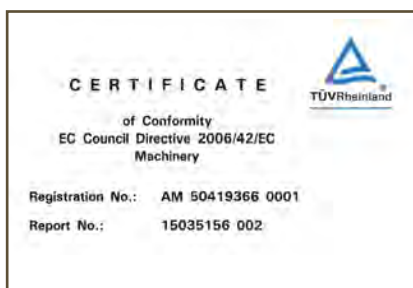 CERTIFICATE
TÜVRheinland®
of Conformity
EC Council Directive 2006/42/EC
Machinery
Registration No.: AM 50419366 0001
Report No.: 15035156 002